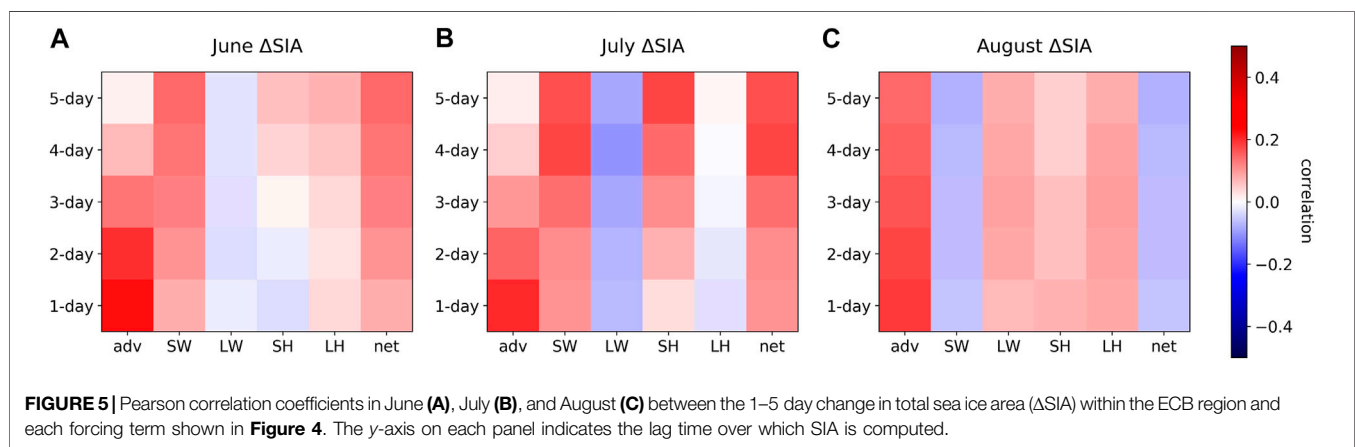 A
June ΔSIA
5-day
4-day
3-day
2-day
1-day
adv SW LW SH LH net
B
July ΔSIA
5-day
4-day
3-day
2-day
1-day
adv SW LW SH LH net
C
August ΔSIA
5-day
4-day
3-day
2-day
1-day
adv SW LW SH LH net
0.4
0.2
0.0
−0.2
−0.4
correlation
FIGURE 5 | Pearson correlation coefficients in June (A), July (B), and August (C) between the 1–5 day change in total sea ice area (ΔSIA) within the ECB region and
each forcing term shown in Figure 4. The y-axis on each panel indicates the lag time over which SIA is computed.